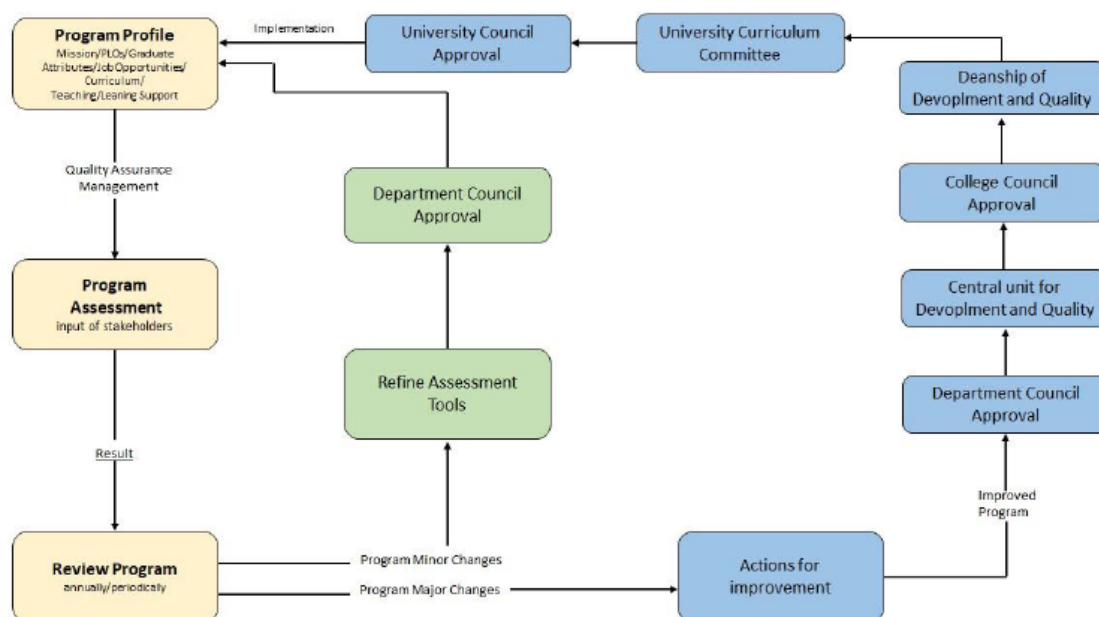 Program Profile
Mission/PLOs/Graduate
Attributes/Job Opportunities/
Curriculum/
Teaching/Leaning Support
Implementation
University Council
Approval
University Curriculum
Committee
Deanship of
Devoplment and Quality
College Council
Approval
Central unit for
Devoplment and Quality
Department Council
Approval
Improved
Program
Quality Assurance
Management
Department Council
Approval
Program
Assessment
input of stakeholders
Refine Assessment
Tools
Result
Review Program
annually/periodically
Program Minor Changes
Program Major Changes
Actions for
improvement